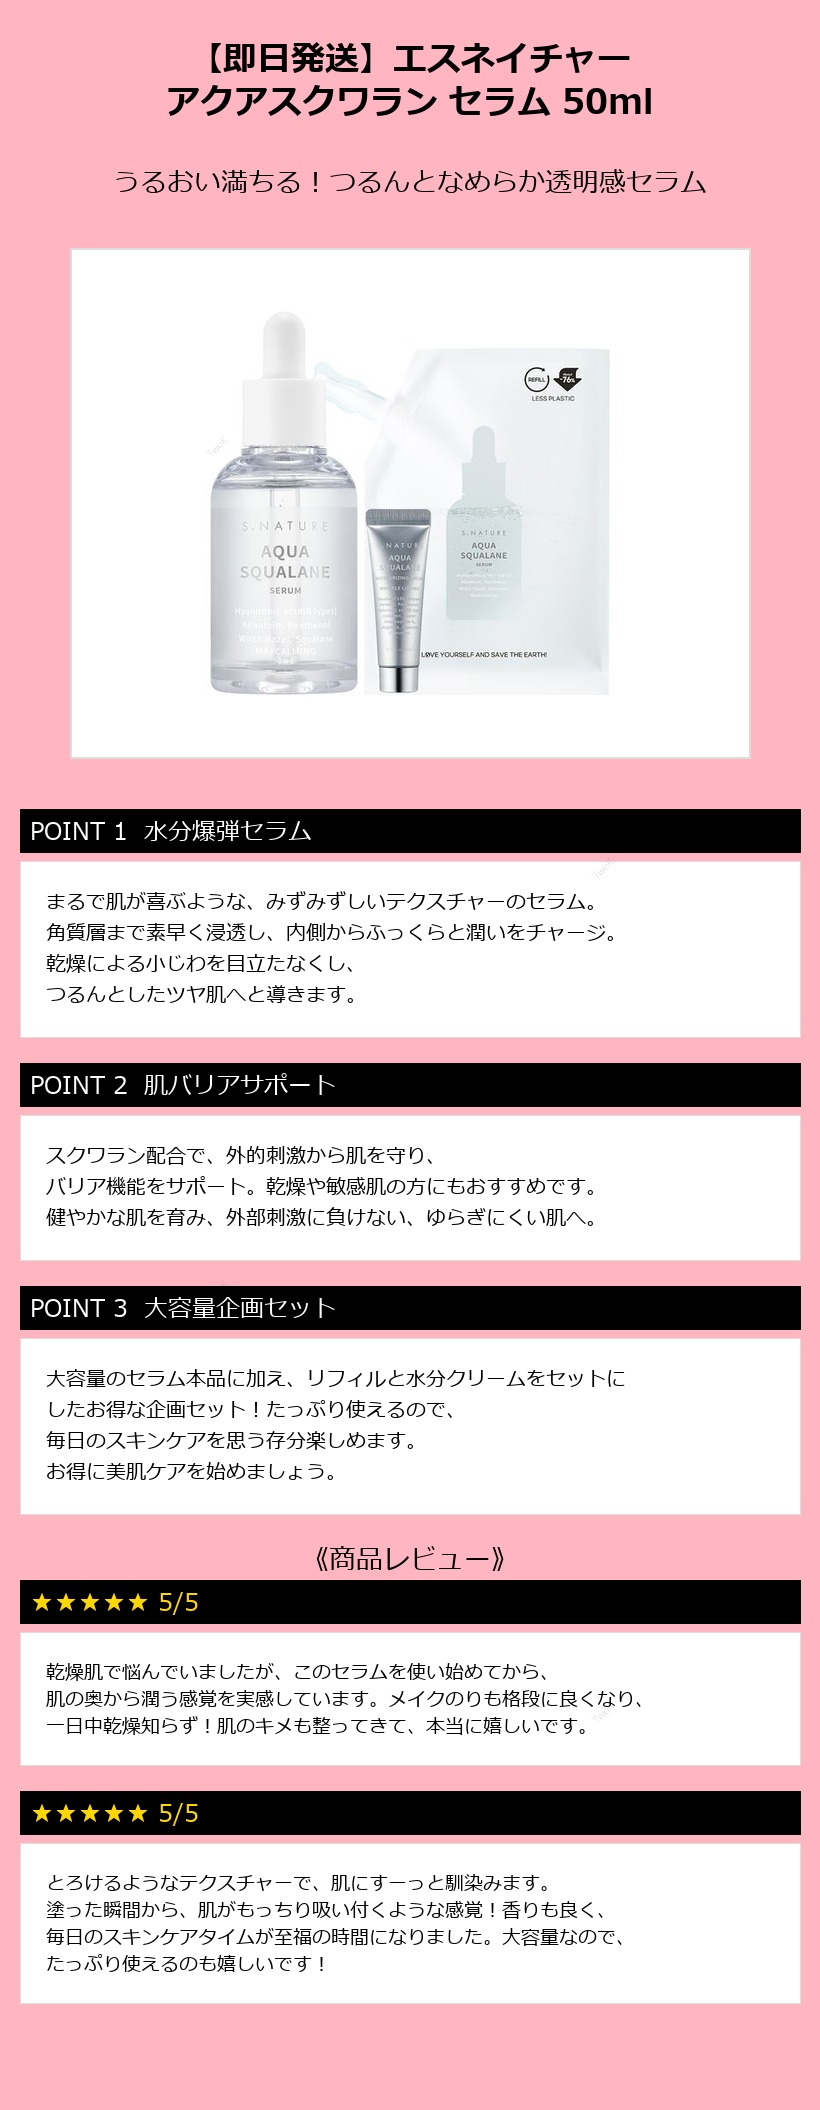 【即日発送】エスネイチャー
アクアスクワラン セラム 50ml
うるおい満ちる！つるんとなめらか透明感セラム
REFILL
About
-76%
LESS PLASTIC
S.NATURE
AQUA
SQUALANE
SERUM
Hyaluronic acid(8 types)
Allantoin, Panthenol
Witch Hazel, Squalane
MAYCALMING
S.NATURE
AQUA
SQUALANE
S.NATURE
AQUA
SQUALANE
SERUM
LOVE YOURSELF AND SAVE THE EARTH!
POINT 1 水分爆弾セラム
まるで肌が喜ぶような、みずみずしいテクスチャーのセラム。
角質層まで素早く浸透し、内側からふっくらと潤いをチャージ。
乾燥による小じわを目立たなくし、
つるんとしたツヤ肌へと導きます。
POINT 2 肌バリアサポート
スクワラン配合で、外的刺激から肌を守り、
バリア機能をサポート。乾燥や敏感肌の方にもおすすめです。
健やかな肌を育み、外部刺激に負けない、ゆらぎにくい肌へ。
POINT 3 大容量企画セット
大容量のセラム本品に加え、リフィルと水分クリームをセットに
したお得な企画セット！たっぷり使えるので、
毎日のスキンケアを思う存分楽しめます。
お得に美肌ケアを始めましょう。
《商品レビュー》
★★★★★ 5/5
乾燥肌で悩んでいましたが、このセラムを使い始めてから、
肌の奥から潤う感覚を実感しています。メイクのりも格段に良くなり、
一日中乾燥知らず！肌のキメも整ってきて、本当に嬉しいです。
★★★★★ 5/5
とろけるようなテクスチャーで、肌にすーっと馴染みます。
塗った瞬間から、肌がもっちり吸い付くような感覚！香りも良く、
毎日のスキンケアタイムが至福の時間になりました。大容量なので、
たっぷり使えるのも嬉しいです！